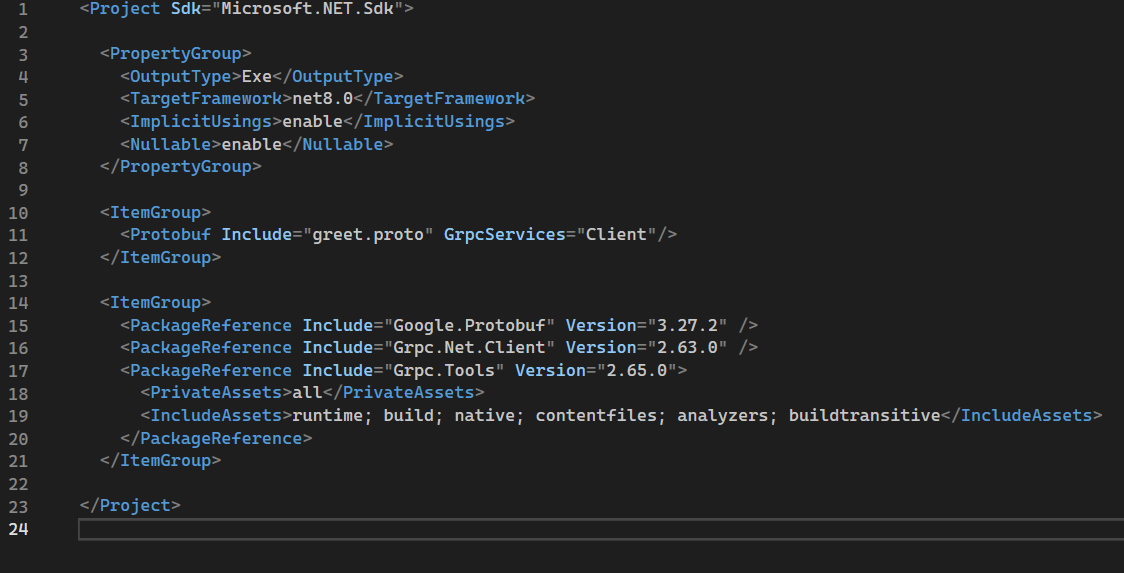 1 <Project Sdk="Microsoft.NET.Sdk">
2
3 <PropertyGroup>
4 <OutputType>Exe</OutputType>
5 <TargetFramework>net8.0</TargetFramework>
6 <ImplicitUsings>enable</ImplicitUsings>
7 <Nullable>enable</Nullable>
8 </PropertyGroup>
9
10 <ItemGroup>
11 <Protobuf Include="greet.proto" GrpcServices="Client"/>
12 </ItemGroup>
13
14 <ItemGroup>
15 <PackageReference Include="Google.Protobuf" Version="3.27.2" />
16 <PackageReference Include="Grpc.Net.Client" Version="2.63.0" />
17 <PackageReference Include="Grpc.Tools" Version="2.65.0">
18 <PrivateAssets>all</PrivateAssets>
19 <IncludeAssets>runtime; build; native; contentfiles; analyzers; buildtransitive</IncludeAssets>
20 </PackageReference>
21 </ItemGroup>
22
23 </Project>
24